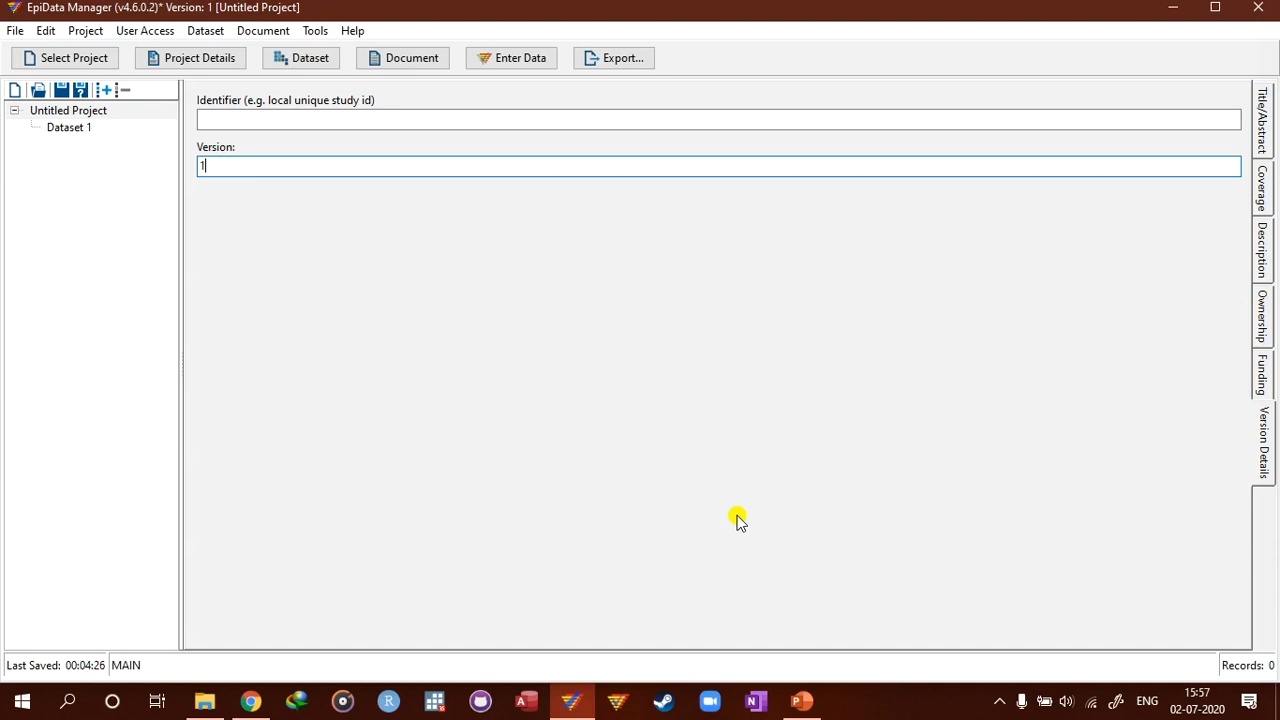 EpiData Manager (v4.6.0.2)* Version: 1 [Untitled Project]
File Edit Project User Access Dataset Document Tools Help
Select Project Project Details Dataset Document Enter Data Export...
Untitled Project
Dataset 1
Identifier (e.g. local unique study id)
Version:
1
Title/Abstract
Coverage
Description
Ownership
Funding
Version Details
Last Saved: 00:04:26 MAIN Records: 0
ENG
15:57
02-07-2020